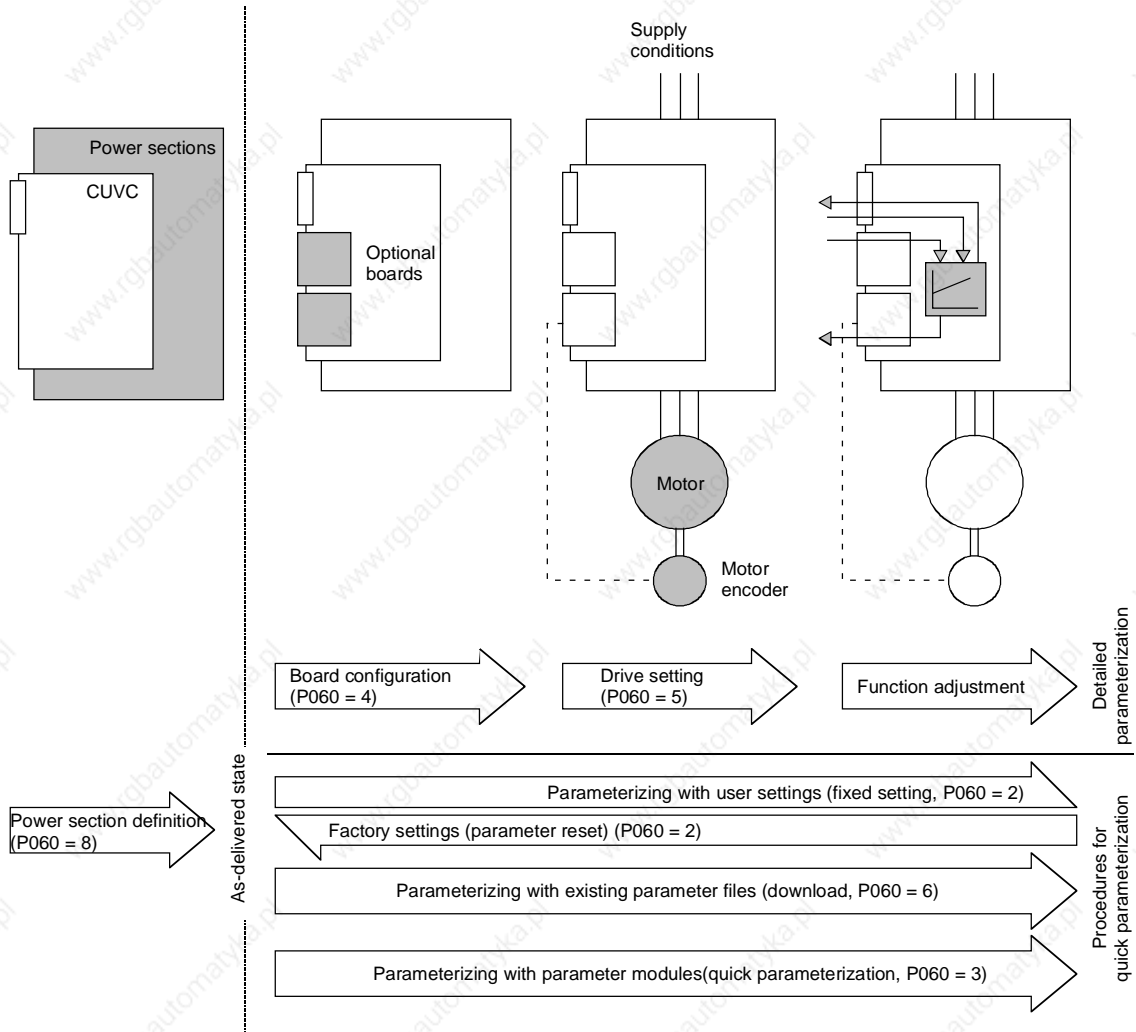 Supply
conditions
Power sections
CUVC
Optional
boards
Motor
Motor
encoder
Board configuration
(P060 = 4)
Drive setting
(P060 = 5)
Function adjustment
Detailed
parameterization
Power section definition
(P060 = 8)
As-delivered state
Parameterizing with user settings (fixed setting, P060 = 2)
Factory settings (parameter reset) (P060 = 2)
Parameterizing with existing parameter files (download, P060 = 6)
Parameterizing with parameter modules(quick parameterization, P060 = 3)
Procedures for
quick parameterization
www.rgbautomatyka.pl